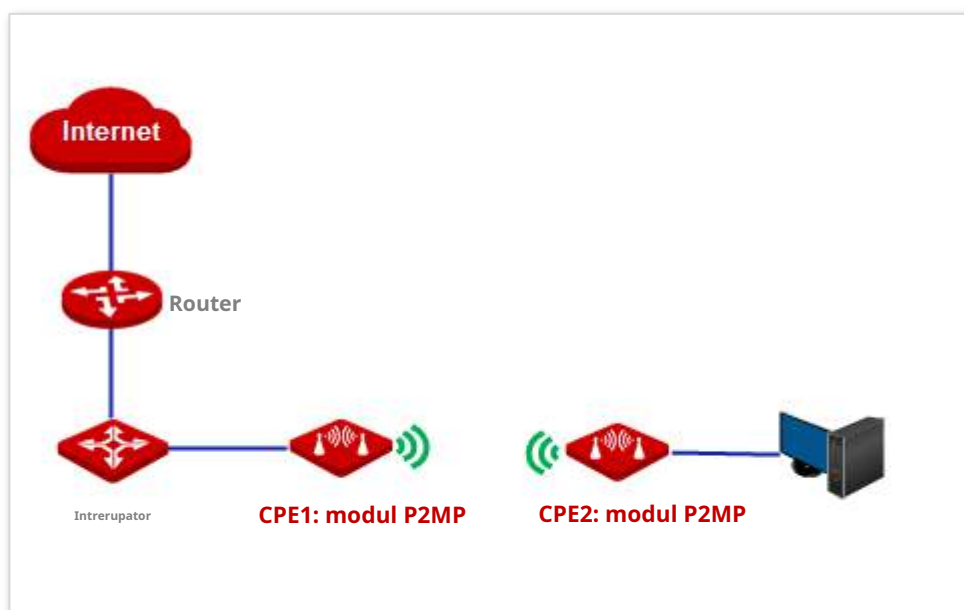 Internet
Router
Intrerupator
CPE1: modul P2MP
CPE2: modul P2MP